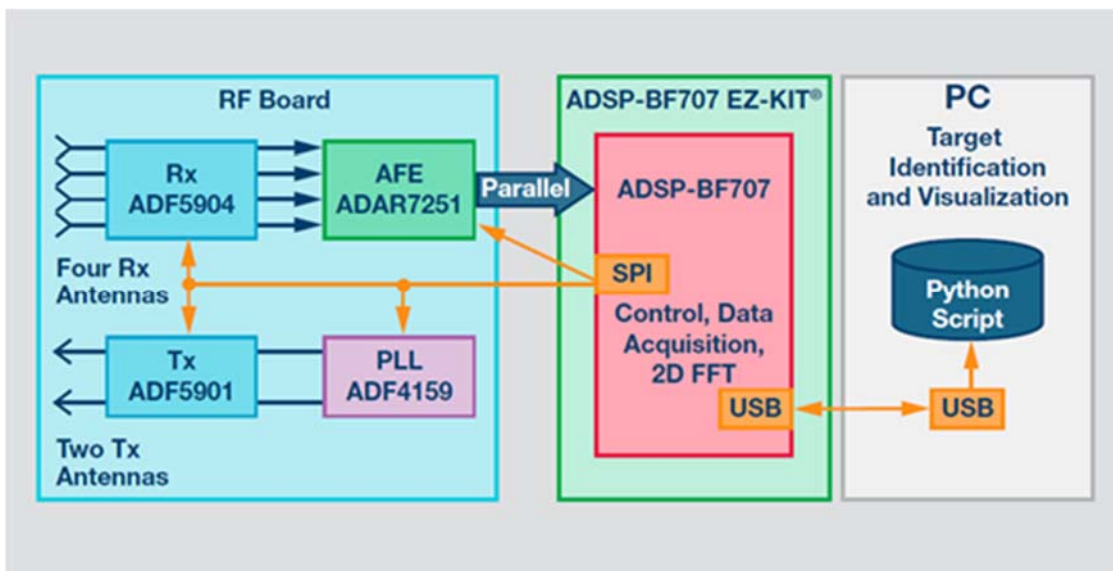 RF Board
Rx
ADF5904
AFE
ADAR7251
Parallel
Four Rx
Antennas
Tx
ADF5901
PLL
ADF4159
Two Tx
Antennas
ADSP-BF707 EZ-KIT®
ADSP-BF707
SPI
Control, Data
Acquisition,
2D FFT
USB
PC
Target
Identification
and Visualization
Python
Script
USB